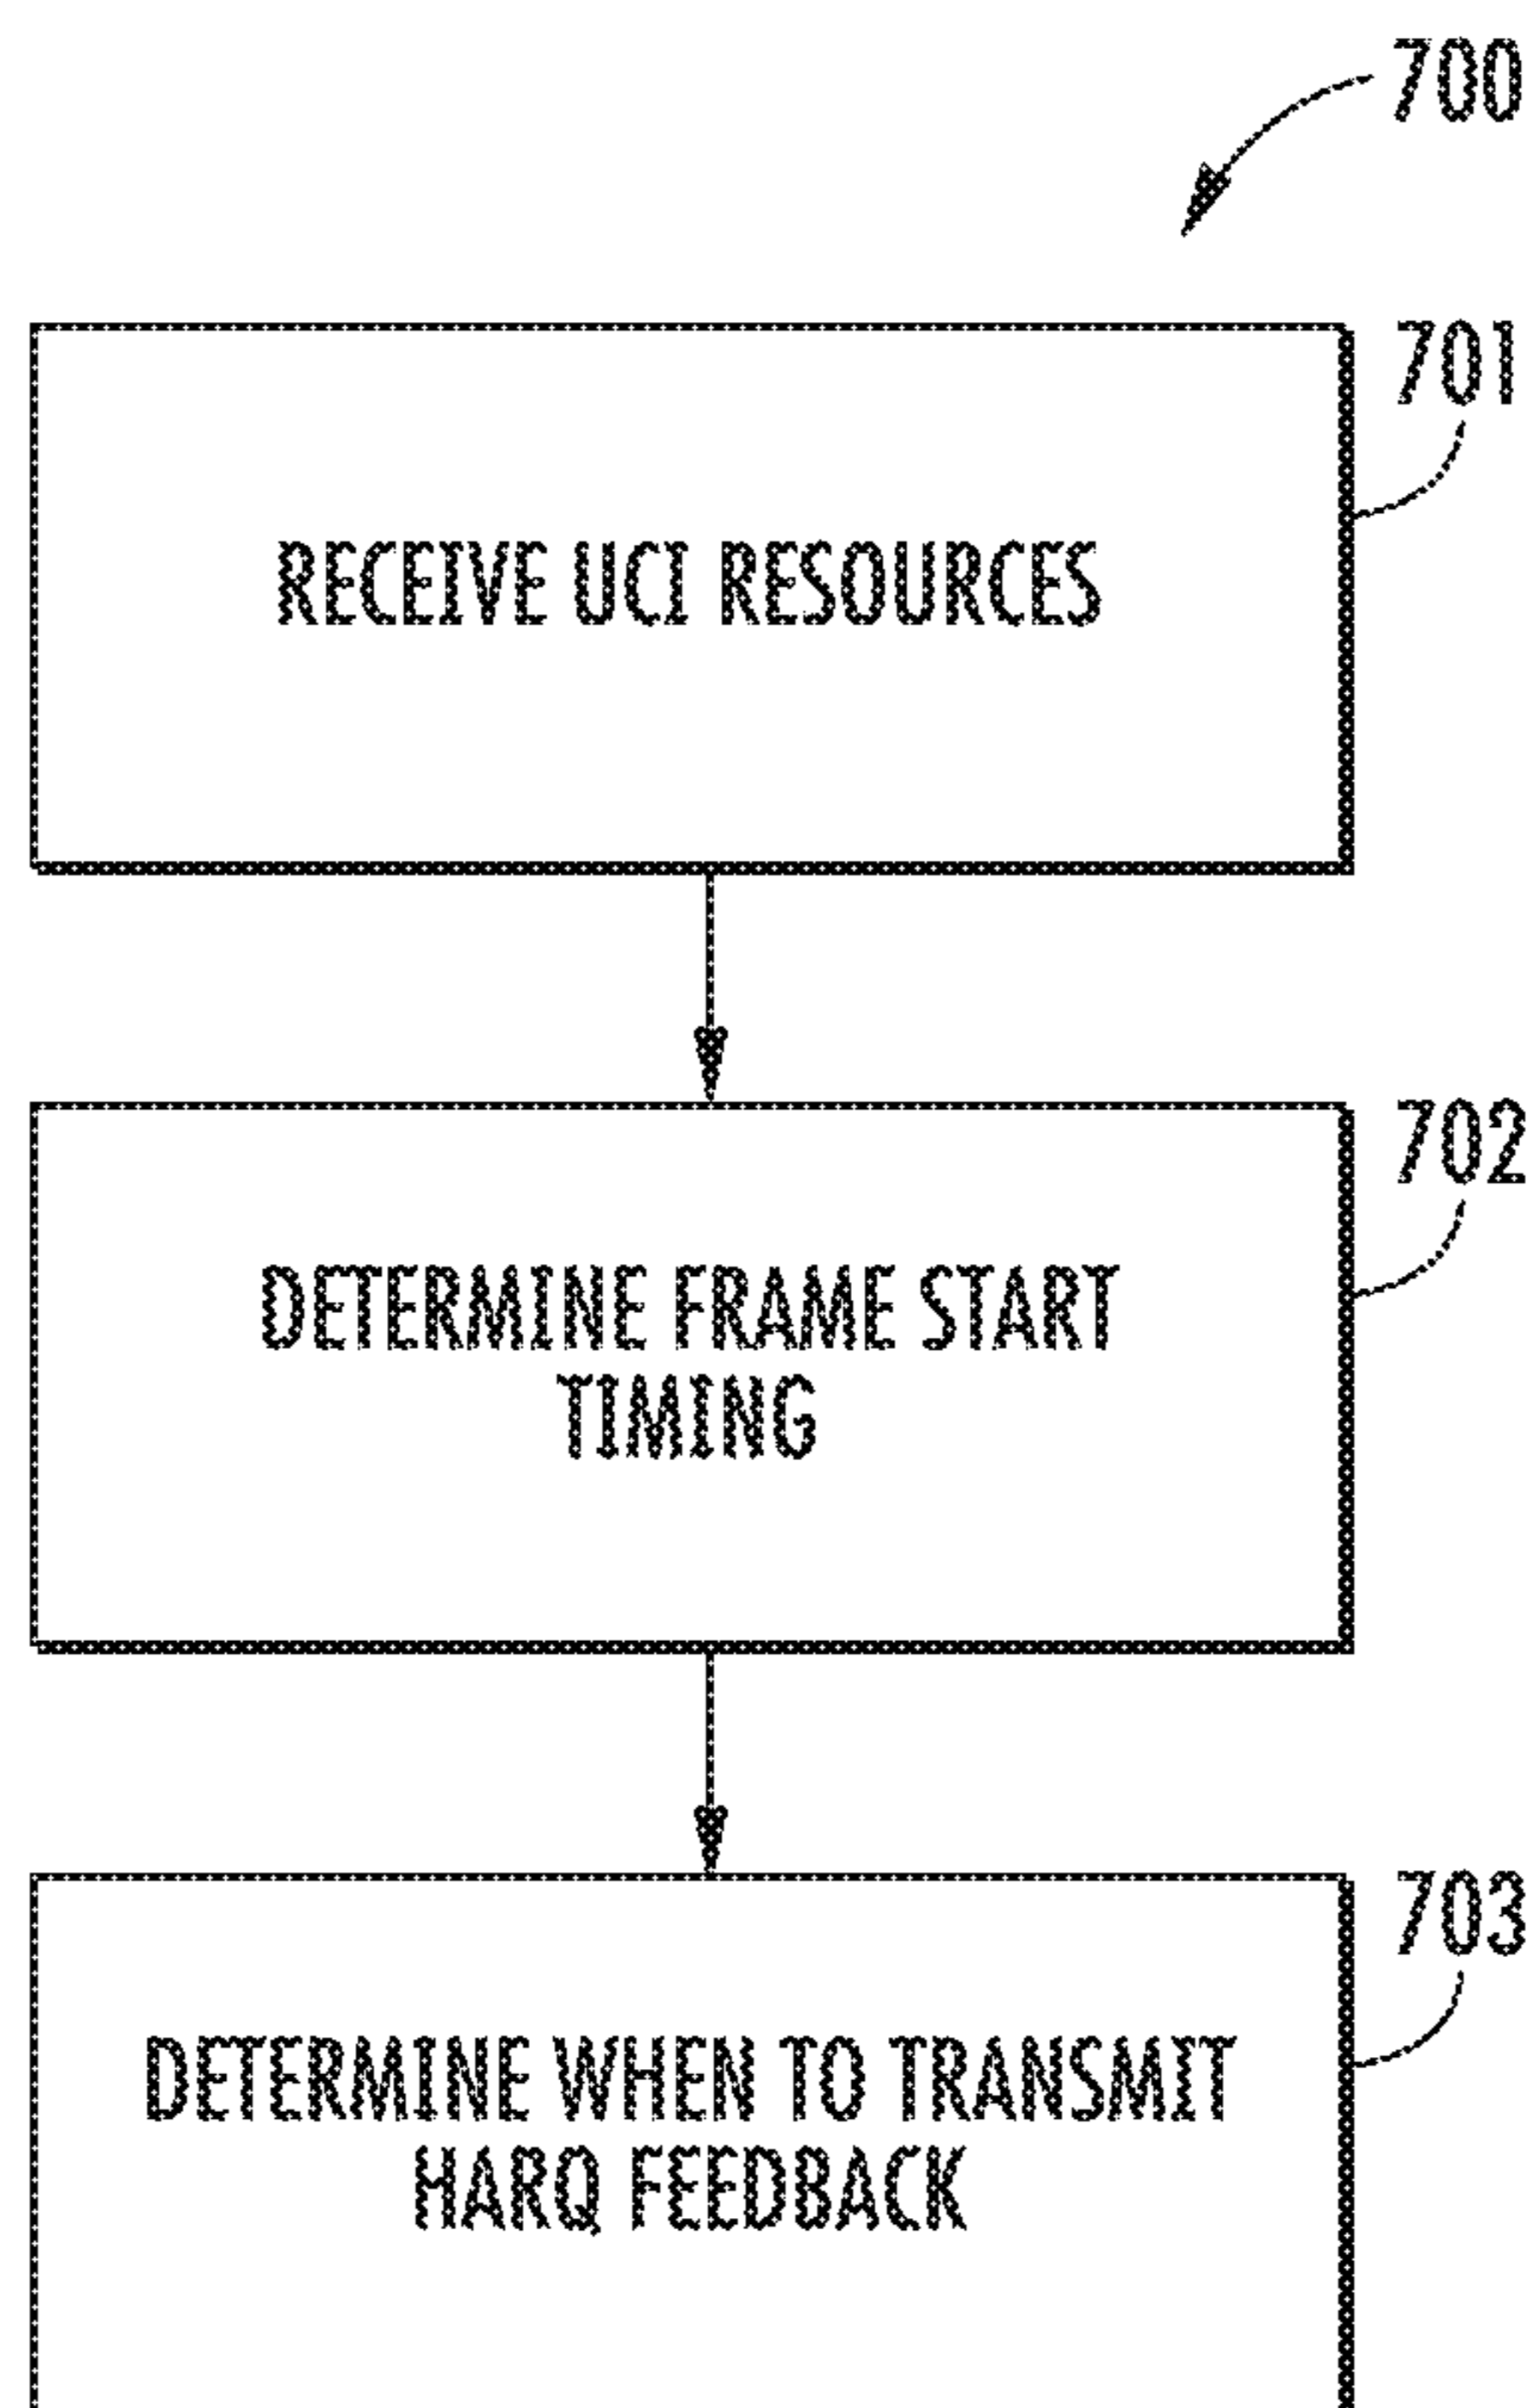 700
701
RECEIVE UCI RESOURCES
702
DETERMINE FRAME START
TIMING
703
DETERMINE WHEN TO TRANSMIT
HARQ FEEDBACK